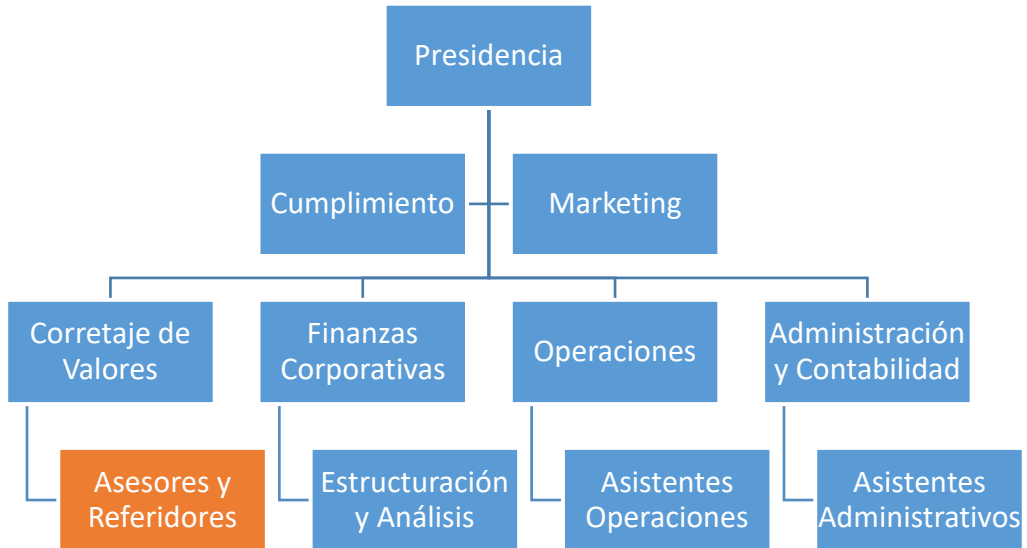 Presidencia
Cumplimiento
Marketing
Corretaje de
Valores
Finanzas
Corporativas
Operaciones
Administración
y Contabilidad
Asesores y
Referidores
Estructuración
y Análisis
Asistentes
Operaciones
Asistentes
Administrativos